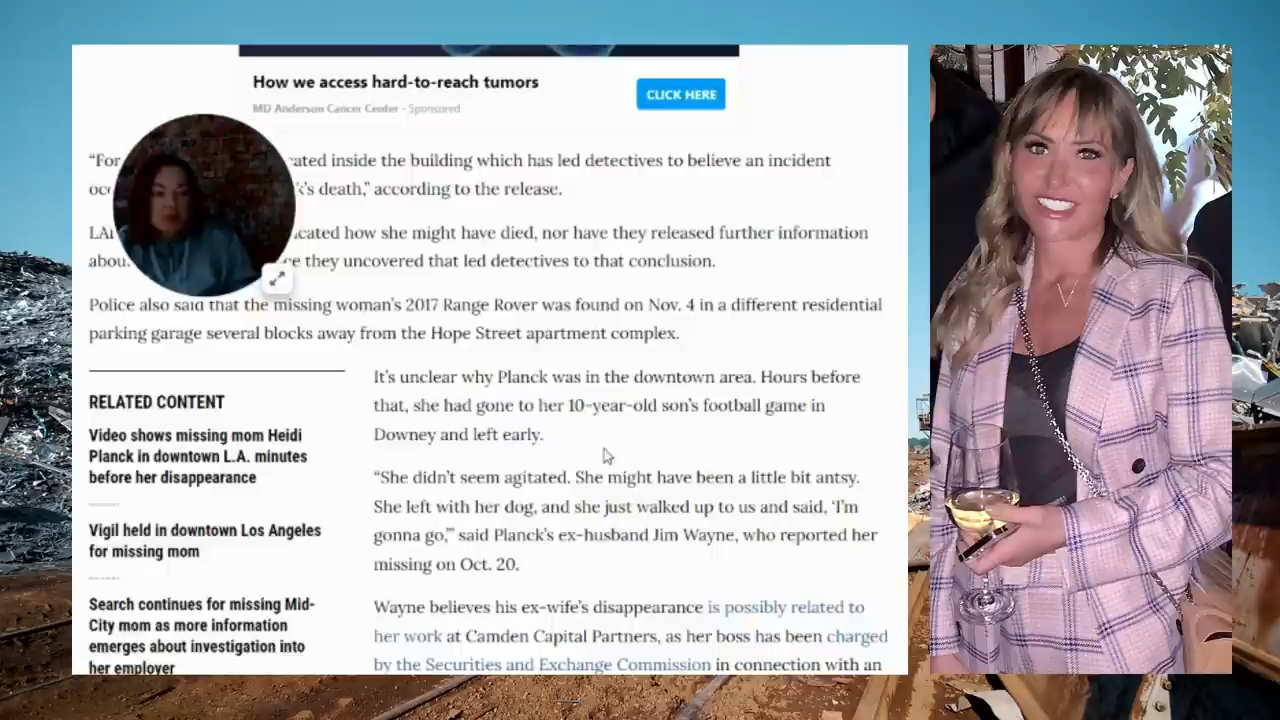 How we access hard-to-reach tumors
CLICK HERE
MD Anderson Cancer Center - Sponsored
“For ated inside the building which has led detectives to believe an incident
’s death,” according to the release.
cated how she might have died, nor have they released further information
they uncovered that led detectives to that conclusion.
Police also said that the missing woman’s 2017 Range Rover was found on Nov. 4 in a different residential
parking garage several blocks away from the Hope Street apartment complex.
RELATED CONTENT
Video shows missing mom Heidi
Planck in downtown L.A. minutes
before her disappearance
Vigil held in downtown Los Angeles
for missing mom
Search continues for missing Mid-
City mom as more information
emerges about investigation into
her employer
It’s unclear why Planck was in the downtown area. Hours before
that, she had gone to her 10-year-old son’s football game in
Downey and left early.
“She didn’t seem agitated. She might have been a little bit antsy.
She left with her dog, and she just walked up to us and said, ‘I’m
gonna go,’” said Planck’s ex-husband Jim Wayne, who reported her
missing on Oct. 20.
Wayne believes his ex-wife’s disappearance is possibly related to
her work at Camden Capital Partners, as her boss has been charged
by the Securities and Exchange Commission in connection with an